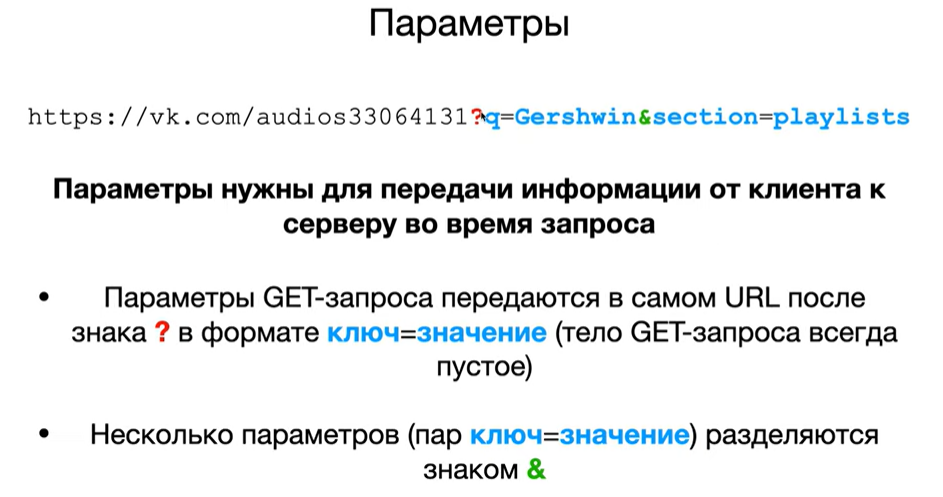 Параметры
https://vk.com/audios33064131?q=Gershwin&section=playlists
Параметры нужны для передачи информации от клиента к
серверу во время запроса
• Параметры GET-запроса передаются в самом URL после
знака ? в формате ключ=значение (тело GET-запроса всегда
пустое)
• Несколько параметров (пар ключ=значение) разделяются
знаком &